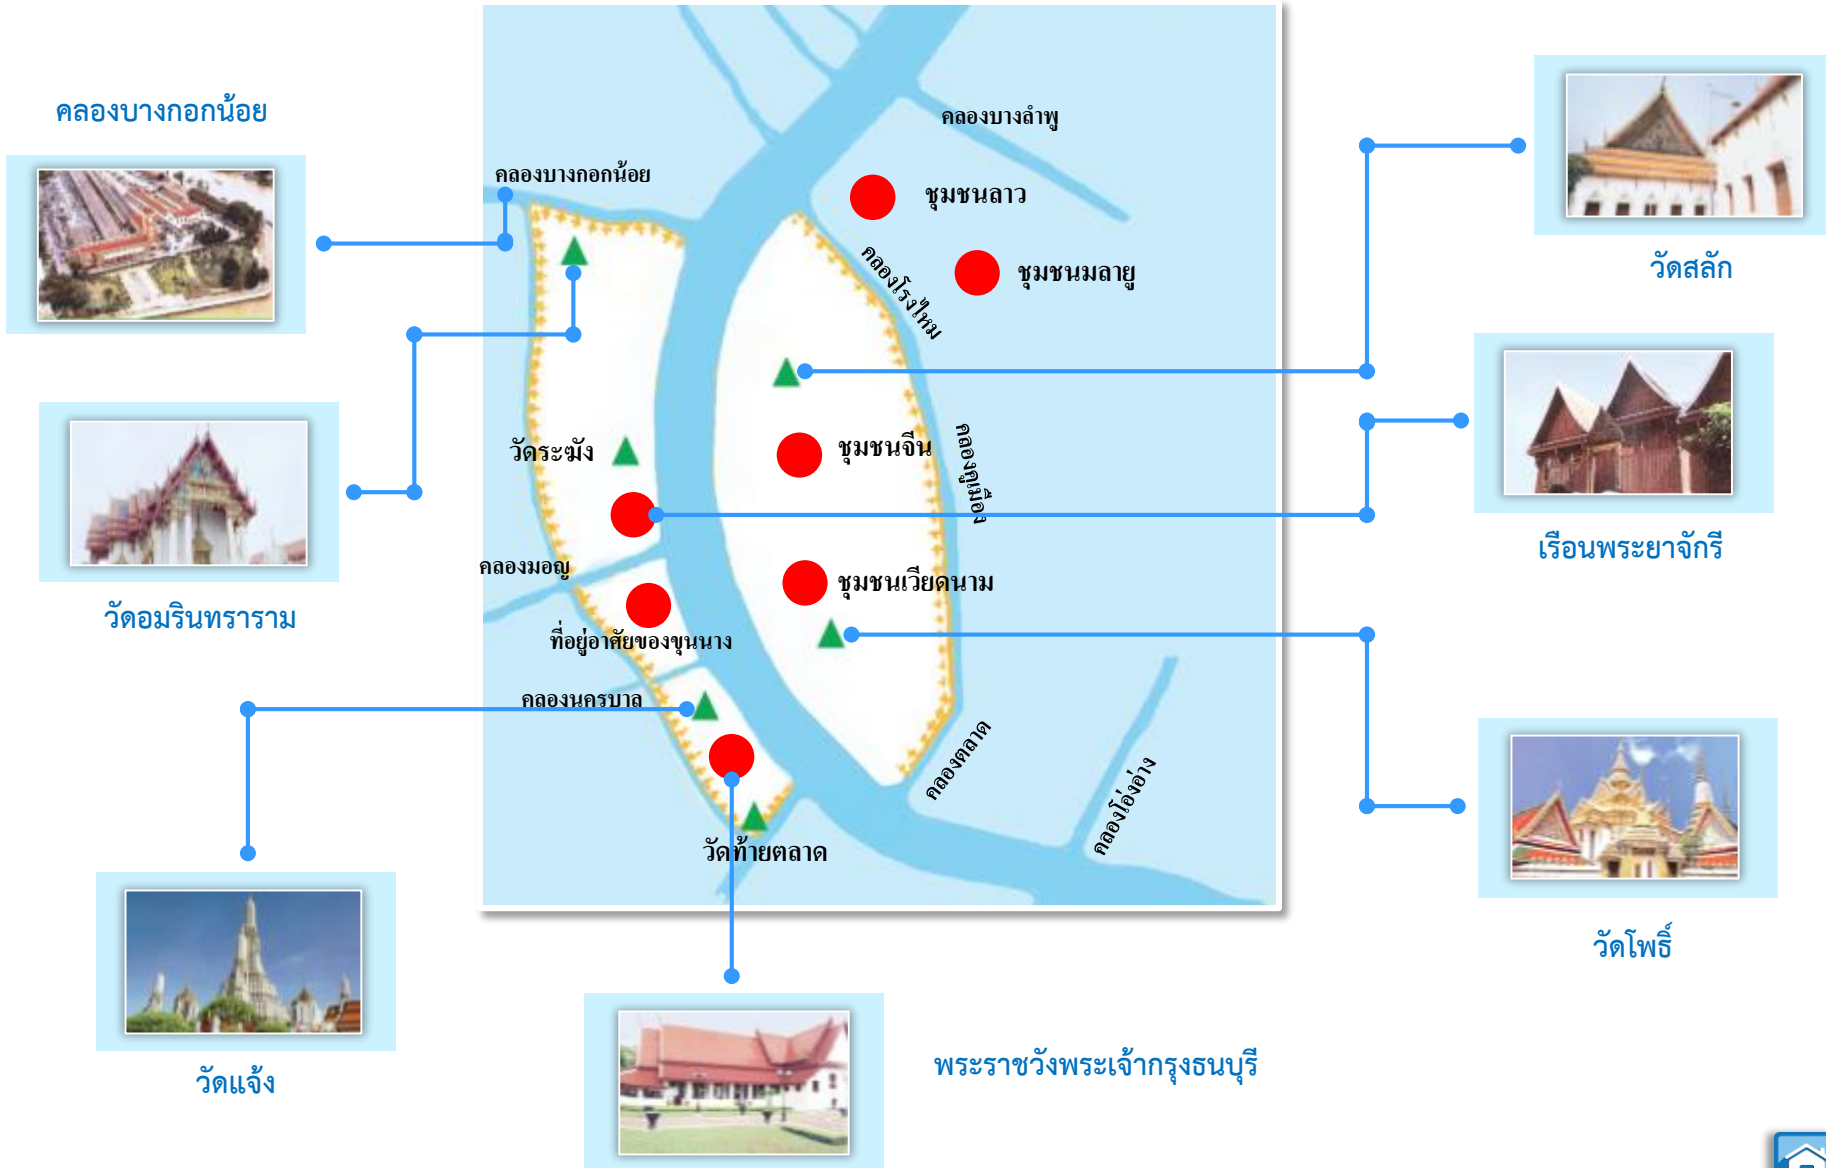 คลองบางกอกน้อย
คลองบางลำพู
คลองบางกอกน้อย
ชุมชนลาว
วัดสลัก
คลองโรงไหม
ชุมชนมลายู
วัดระฆัง
ชุมชนจีน
คลองคูเมือง
เรือนพระยาจักรี
คลองมอญ
ชุมชนเวียดนาม
วัดอมรินทราราม
ที่อยู่อาศัยของขุนนาง
คลองนครบาล
คลองตลาด
คลองโอ่งอ่าง
วัดท้ายตลาด
วัดโพธิ์
วัดแจ้ง
พระราชวังพระเจ้ากรุงธนบุรี